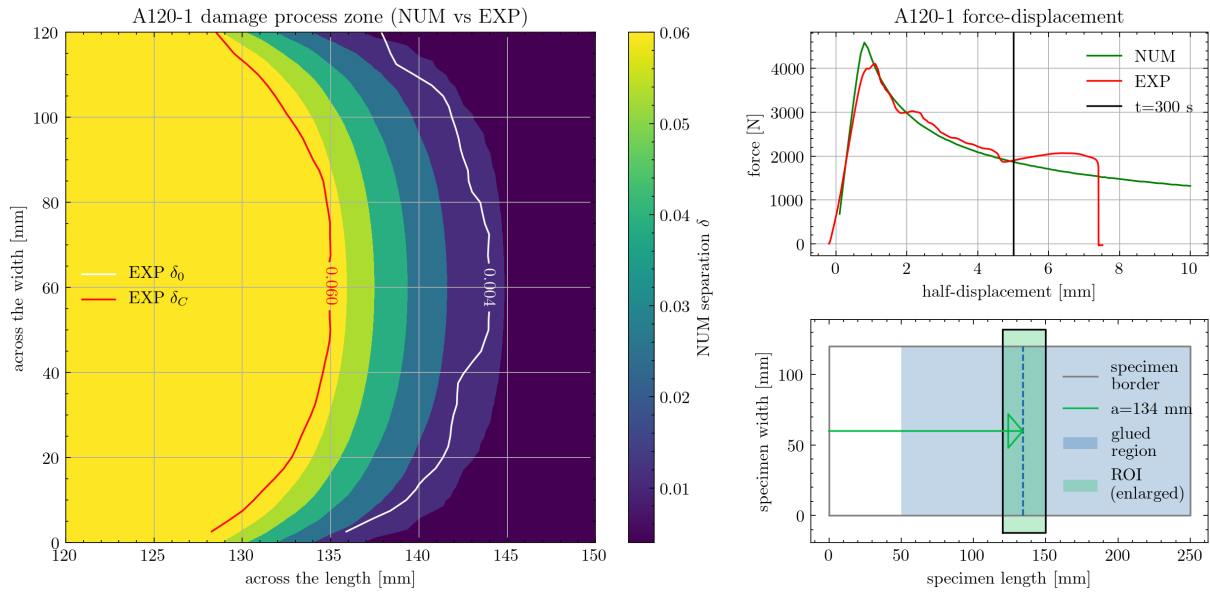 A120-1 damage process zone (NUM vs EXP)
across the width [mm]
120
100
80
60
40
20
0
EXP δ0
EXP δC
0.060
0.004
120
125
130
135
140
145
150
across the length [mm]
0.06
0.05
0.04
0.03
0.02
0.01
NUM separation δ
A120-1 force-displacement
force [N]
4000
3000
2000
1000
0
NUM
EXP
t=300 s
0
2
4
6
8
10
half-displacement [mm]
specimen width [mm]
100
50
0
specimen
border
a=134 mm
glued
region
ROI
(enlarged)
0
50
100
150
200
250
specimen length [mm]